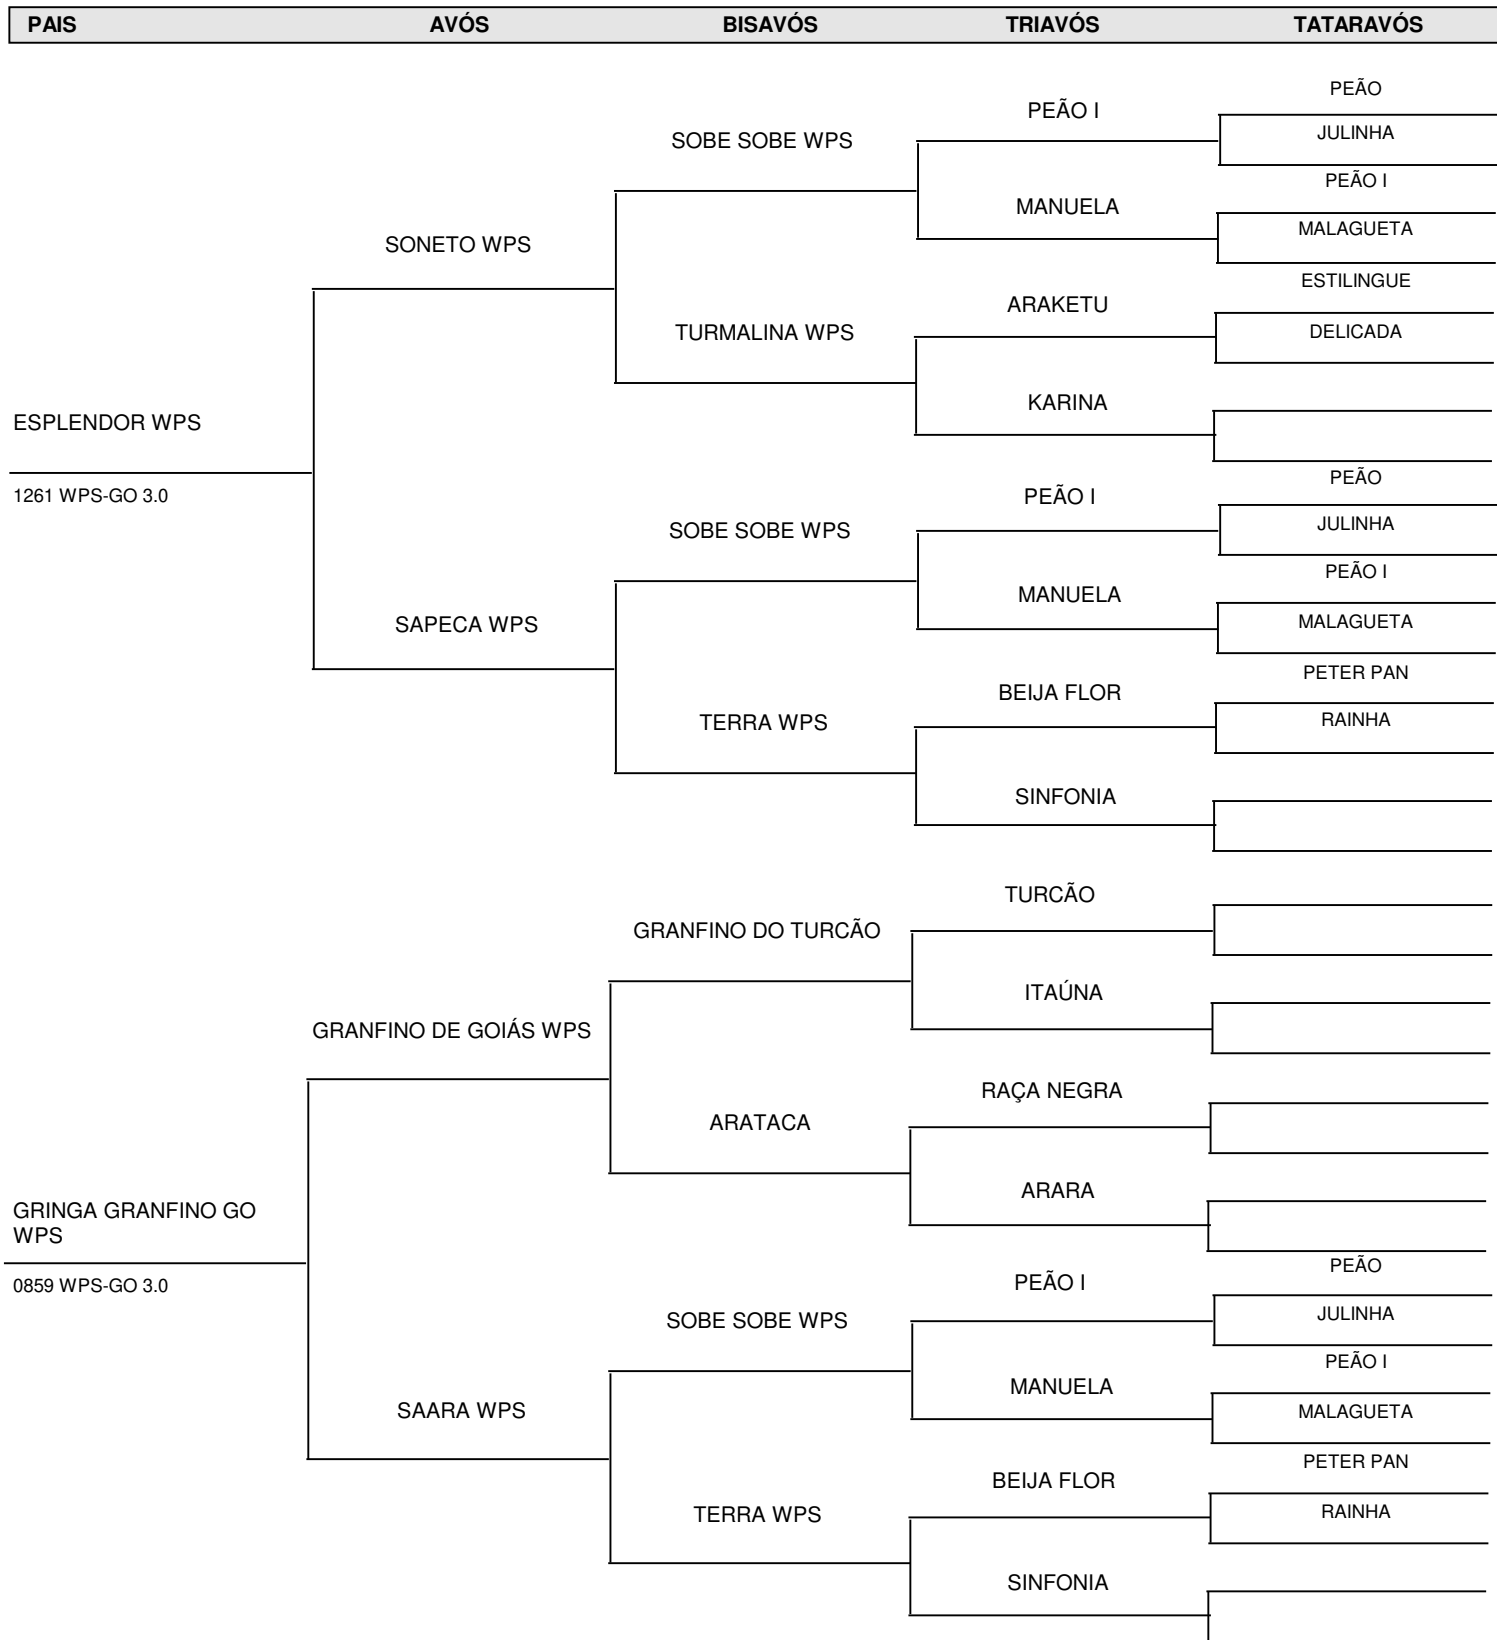 PAIS AVÓS BISAVÓS TRIAVÓS TATARAVÓS
PEÃO
PEÃO I
JULINHA
SOBE SOBE WPS
PEÃO I
MANUELA
MALAGUETA
SONETO WPS
ESTILINGUE
ARAKETU
TURMALINA WPS
DELICADA
KARINA
ESPLENDOR WPS
PEÃO
1261 WPS-GO 3.0
PEÃO I
JULINHA
SOBE SOBE WPS
PEÃO I
MANUELA
MALAGUETA
SAPECA WPS
PETER PAN
BEIJA FLOR
RAINHA
TERRA WPS
SINFONIA
TURCÃO
GRANFINO DO TURCÃO
ITAÚNA
GRANFINO DE GOIÁS WPS
RAÇA NEGRA
ARATACA
ARARA
GRINGA GRANFINO GO
WPS
PEÃO
0859 WPS-GO 3.0
PEÃO I
JULINHA
SOBE SOBE WPS
PEÃO I
MANUELA
MALAGUETA
SAARA WPS
PETER PAN
BEIJA FLOR
RAINHA
TERRA WPS
SINFONIA